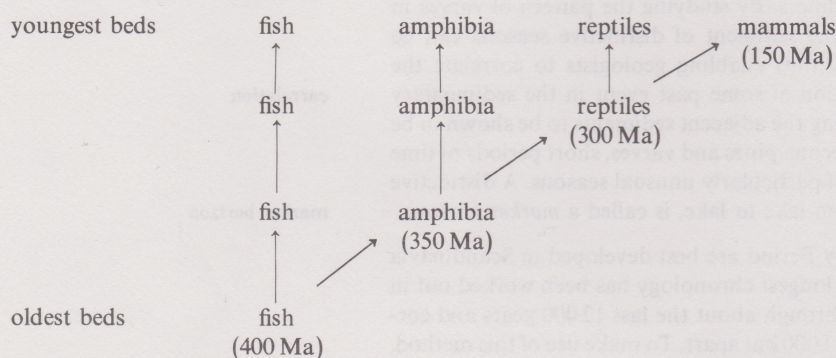 youngest beds fish amphibia reptiles mammals
(150 Ma)
fish amphibia reptiles
(300 Ma)
fish amphibia
(350 Ma)
oldest beds fish
(400 Ma)